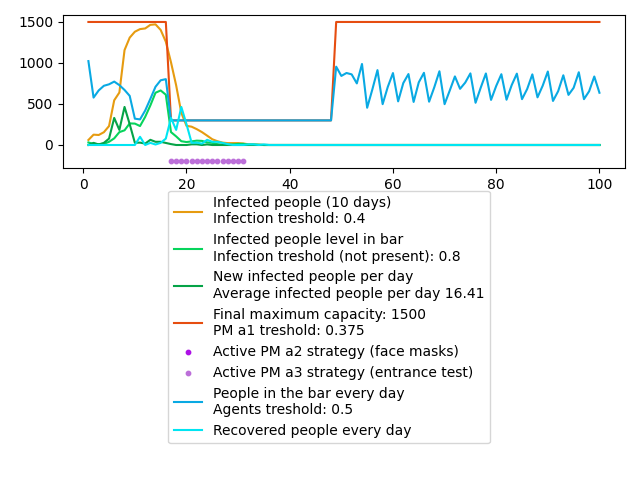 1500
1000
500
0
0 20 40 60 80 100
Infected people (10 days)
Infection treshold: 0.4
Infected people level in bar
Infection treshold (not present): 0.8
New infected people per day
Average infected people per day 16.41
Final maximum capacity: 1500
PM a1 treshold: 0.375
Active PM a2 strategy (face masks)
Active PM a3 strategy (entrance test)
People in the bar every day
Agents treshold: 0.5
Recovered people every day